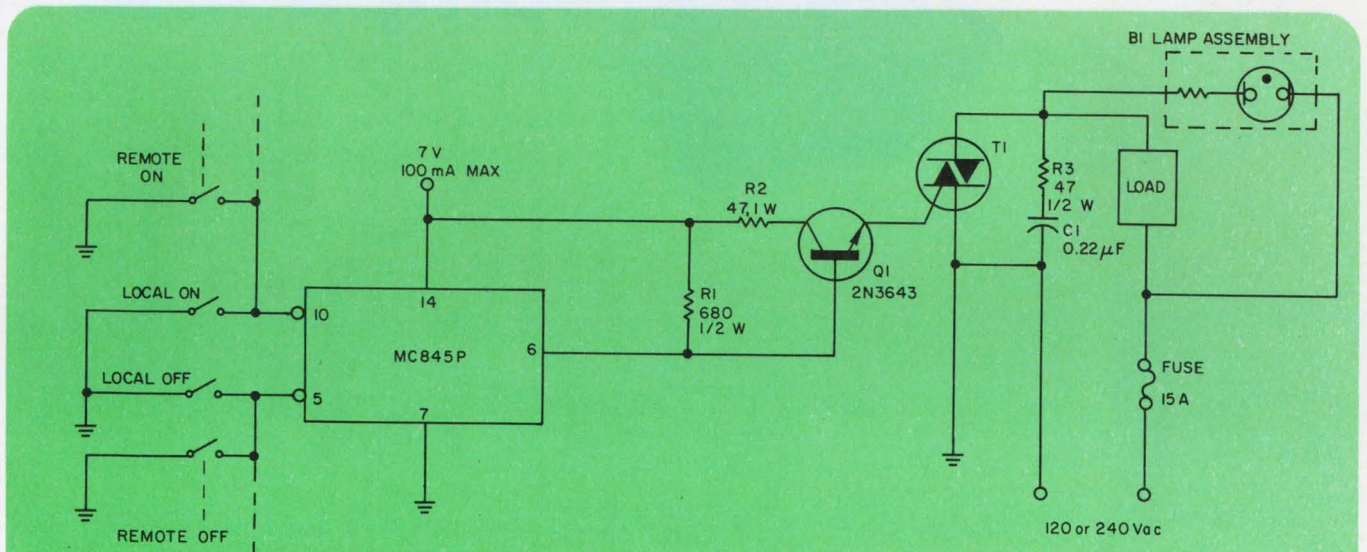 B1 LAMP ASSEMBLY
REMOTE
ON
7 V
100 mA MAX
T1
R2
47, 1 W
R3
47
1/2 W
LOAD
C1
0.22 µF
Q1
2N3643
LOCAL ON
14
R1
680
1/2 W
10
MC845P
6
LOCAL OFF
5
7
FUSE
15 A
REMOTE OFF
120 or 240 Vac